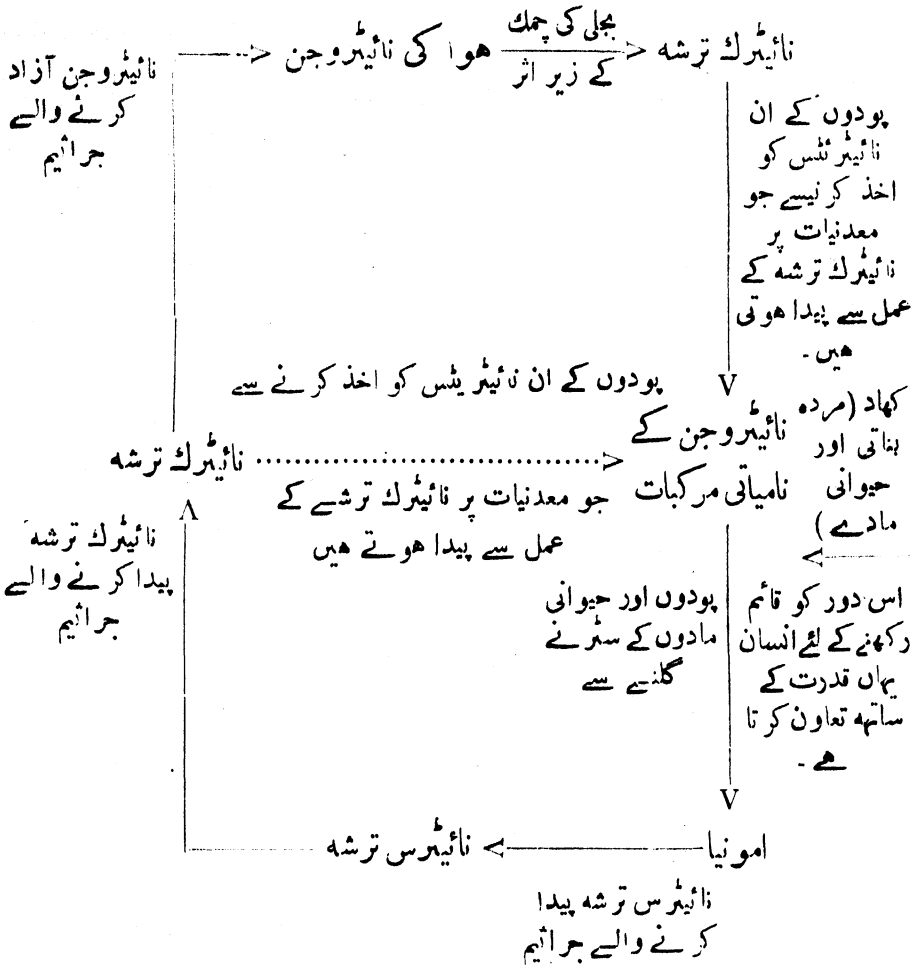 نائیٹرک ترشہ
بجلی کی چمک
کے زیر اثر
ہوا کی نائیٹروجن
نائیٹروجن آزاد
کرنے والے
جراثیم
پودوں کے ان
نائیٹرئٹس کو
اخذ کرنیسے جو
معدنیات پر
نائیٹرک ترشہ کے
عمل سے پیدا ہوتی
ہیں۔
پودوں کے ان نائیٹریٹس کو اخذ کرنے سے
کھاد (مردہ
بناتی اور
حیوانی
مادے)
نائیٹروجن کے
نامیاتی مرکبات
نائیٹرک ترشہ
جو معدنیات پر نائیٹرک ترشے کے
عمل سے پیدا ہوتے ہیں
نائیٹرک ترشہ
پیدا کرنے والے
جراثیم
اس دور کو قائم
رکھنے کے لئے انسان
یہاں قدرت کے
ساتھ تعاون کرتا
ہے۔
پودوں اور حیوانی
مادوں کے سڑنے
گلنے سے
امونیا
نائیٹرس ترشہ
نائیٹرس ترشہ پیدا
کرنے والے جراثیم